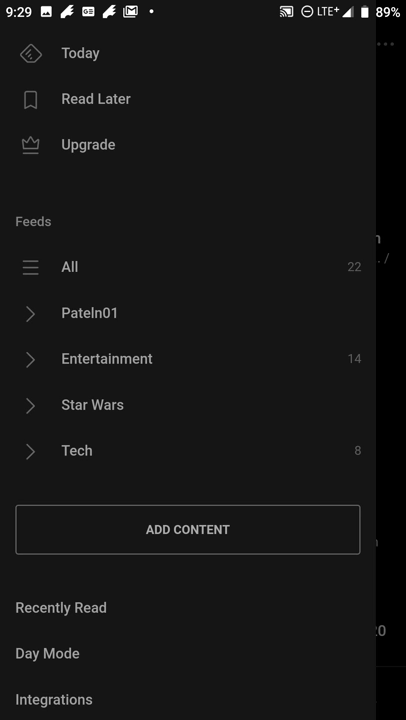 9:29 GE M LTE+ 89%
Today
Read Later
Upgrade
Feeds
All 22
Pateln01
Entertainment 14
Star Wars
Tech 8
ADD CONTENT
Recently Read
Day Mode
Integrations